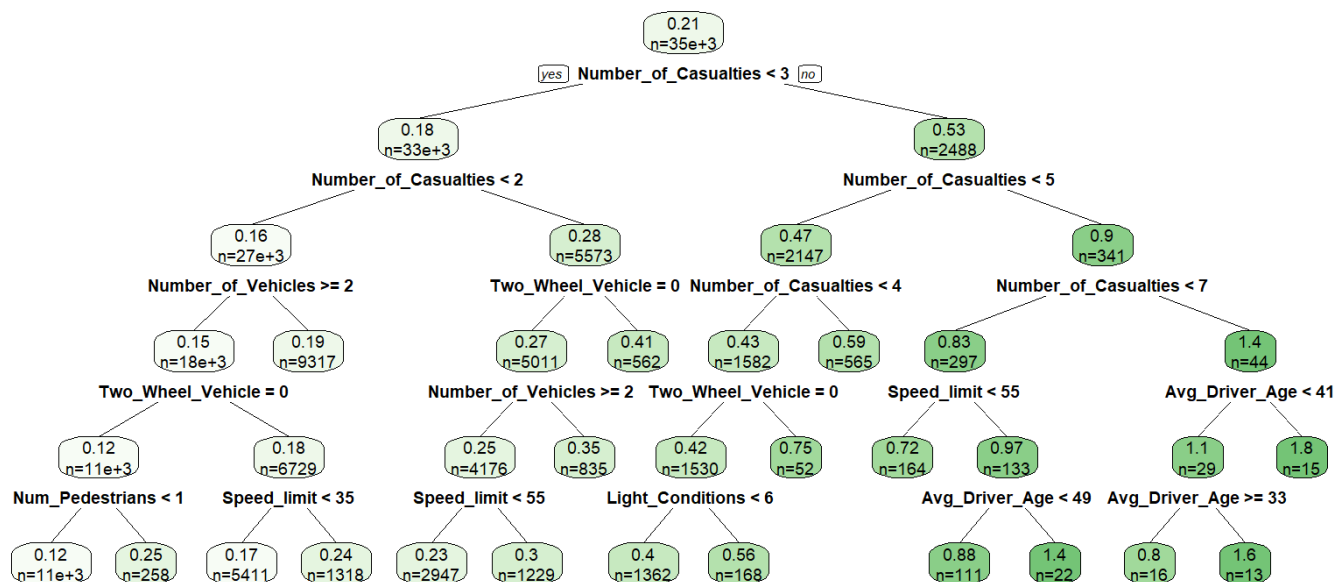 0.21
n=35e+3
yes Number_of_Casualties < 3 no
0.18 0.53
n=33e+3 n=2488
Number_of_Casualties < 2 Number_of_Casualties < 5
0.16 0.28 0.47 0.9
n=27e+3 n=5573 n=2147 n=341
Number_of_Vehicles >= 2 Two_Wheel_Vehicle = 0 Number_of_Casualties < 4 Number_of_Casualties < 7
0.15 0.19 0.27 0.41 0.43 0.59 0.83 1.4
n=18e+3 n=9317 n=5011 n=562 n=1582 n=565 n=297 n=44
Two_Wheel_Vehicle = 0 Number_of_Vehicles >= 2 Two_Wheel_Vehicle = 0 Speed_limit < 55 Avg_Driver_Age < 41
0.12 0.18 0.25 0.35 0.42 0.75 0.72 0.97 1.1 1.8
n=11e+3 n=6729 n=4176 n=835 n=1530 n=52 n=164 n=133 n=29 n=15
Num_Pedestrians < 1 Speed_limit < 35 Speed_limit < 55 Light_Conditions < 6 Avg_Driver_Age < 49 Avg_Driver_Age >= 33
0.12 0.25 0.17 0.24 0.23 0.3 0.4 0.56 0.88 1.4 0.8 1.6
n=11e+3 n=258 n=5411 n=1318 n=2947 n=1229 n=1362 n=168 n=111 n=22 n=16 n=13